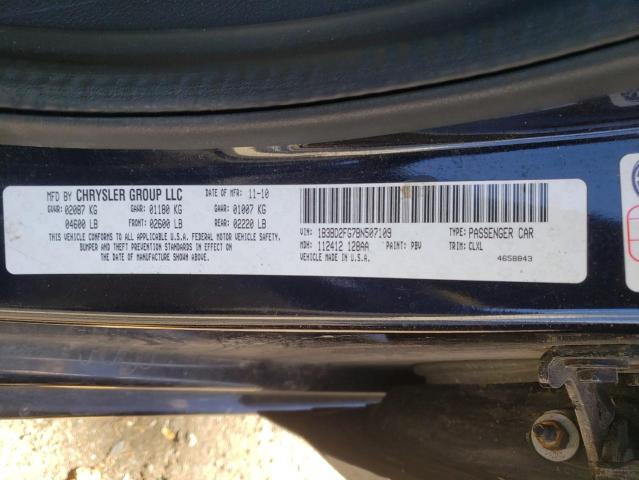 MFD BY CHRYSLER GROUP LLC DATE OF MFR: 11-10
GVWR: 02087 KG GAWR: 01180 KG GAWR: 01007 KG
04600 LB FRONT: 02600 LB REAR: 02220 LB
THIS VEHICLE CONFORMS TO ALL APPLICABLE U.S.A. FEDERAL MOTOR VEHICLE SAFETY,
BUMPER AND THEFT PREVENTION STANDARDS IN EFFECT ON
THE DATE OF MANUFACTURE SHOWN ABOVE.
VIN: 1B3BD2FG7BN507109 TYPE: PASSENGER CAR
MDH: 112412 128AA PAINT: PBV TRIM: CLXL
VEHICLE MADE IN U.S.A. 4658843